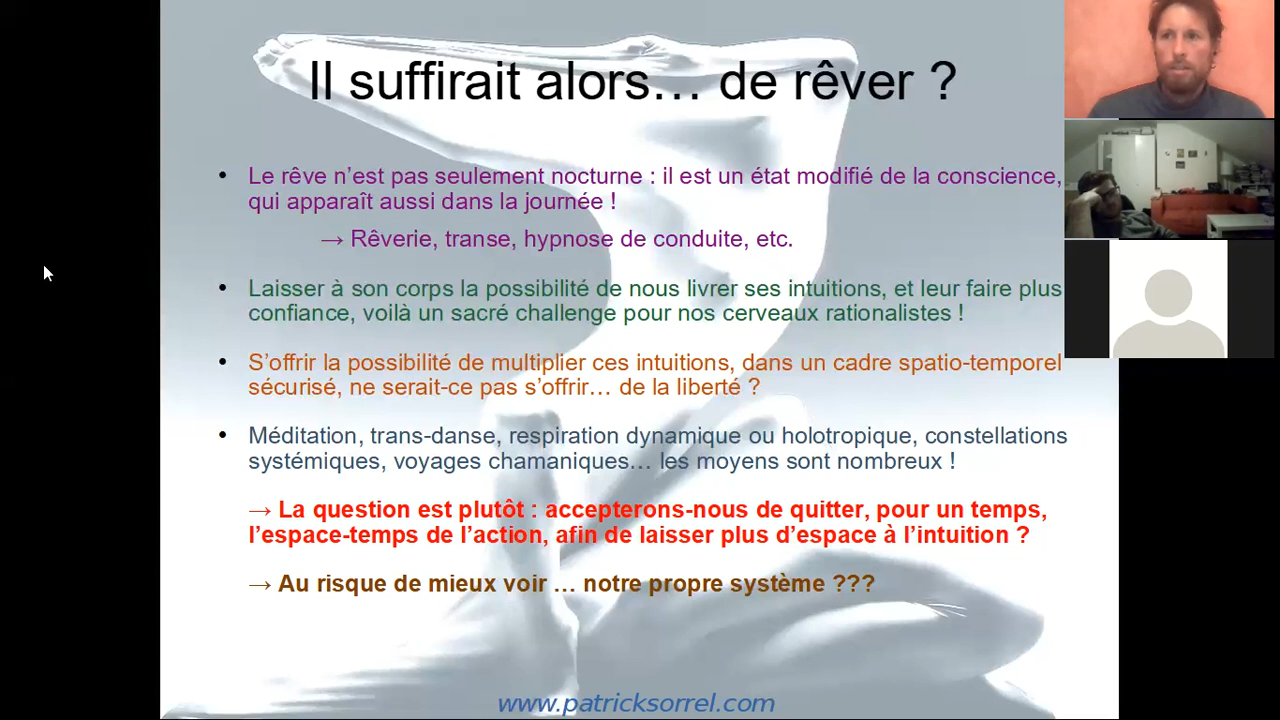 Il suffirait alors… de rêver ?
• Le rêve n’est pas seulement nocturne : il est un état modifié de la conscience,
qui apparaît aussi dans la journée !
→ Rêverie, transe, hypnose de conduite, etc.
• Laisser à son corps la possibilité de nous livrer ses intuitions, et leur faire plus
confiance, voilà un sacré challenge pour nos cerveaux rationalistes !
• S’offrir la possibilité de multiplier ces intuitions, dans un cadre spatio-temporel
sécurisé, ne serait-ce pas s’offrir… de la liberté ?
• Méditation, trans-danse, respiration dynamique ou holotropique, constellations
systémiques, voyages chamaniques… les moyens sont nombreux !
→ La question est plutôt : accepterons-nous de quitter, pour un temps,
l’espace-temps de l’action, afin de laisser plus d’espace à l’intuition ?
→ Au risque de mieux voir … notre propre système ???
www.patricksorrel.com